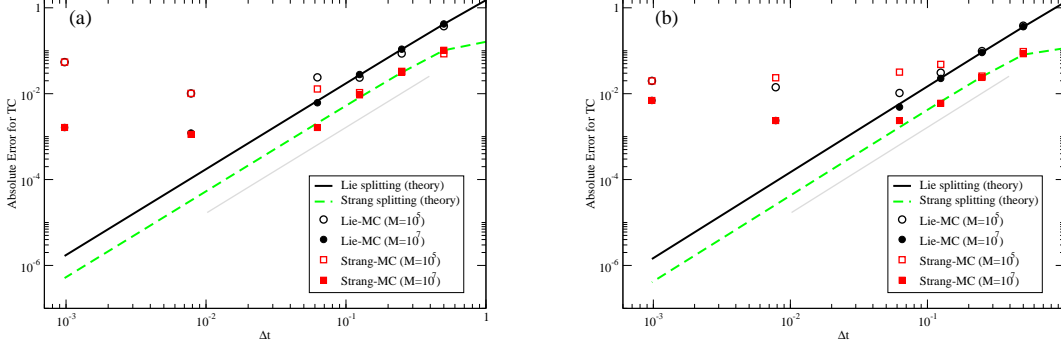 (a)
1
10^-2
10^-4
10^-6
Absolute Error for TC
Lie splitting (theory)
Strang splitting (theory)
Lie-MC (M=10^5)
Lie-MC (M=10^7)
Strang-MC (M=10^5)
Strang-MC (M=10^7)
10^-3
10^-2
10^-1
1
Δt
(b)
1
10^-2
10^-4
10^-6
Absolute Error for TC
Lie splitting (theory)
Strang splitting (theory)
Lie-MC (M=10^5)
Lie-MC (M=10^7)
Strang-MC (M=10^5)
Strang-MC (M=10^7)
10^-3
10^-2
10^-1
Δt